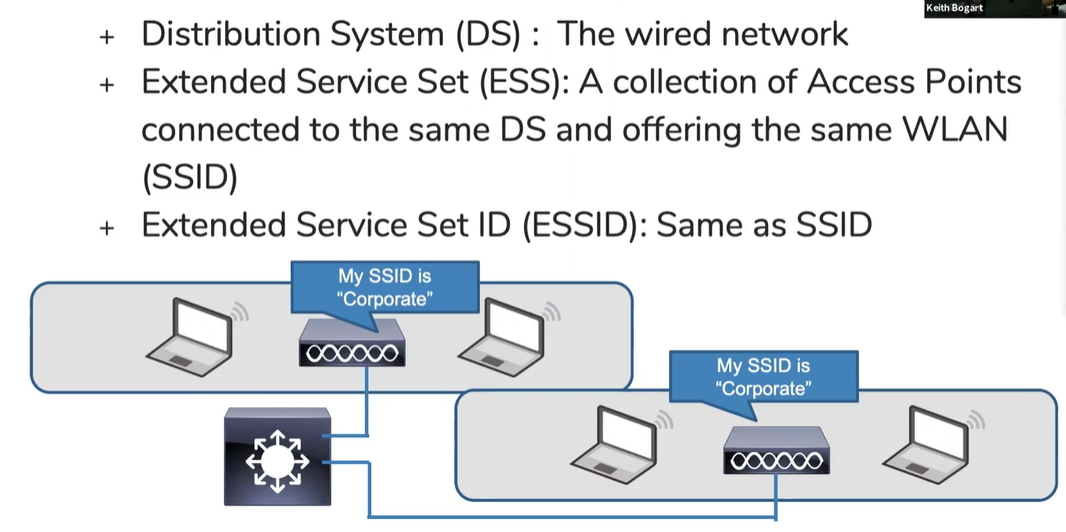 Keith Bogart
+ Distribution System (DS) : The wired network
+ Extended Service Set (ESS): A collection of Access Points
connected to the same DS and offering the same WLAN
(SSID)
+ Extended Service Set ID (ESSID): Same as SSID
My SSID is
“Corporate”
My SSID is
“Corporate”